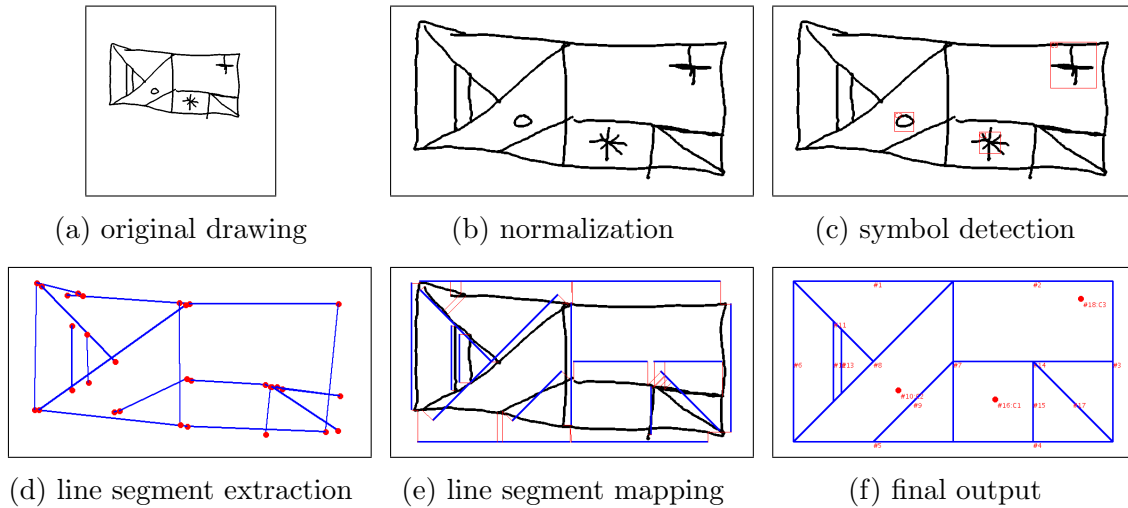 (a) original drawing
(b) normalization
(c) symbol detection
(d) line segment extraction
(e) line segment mapping
(f) final output
#1
#2
#18:C3
#11
#6
#13
#8
#7
#14
#3
#9
#16:C1
#15
#17
#5
#4